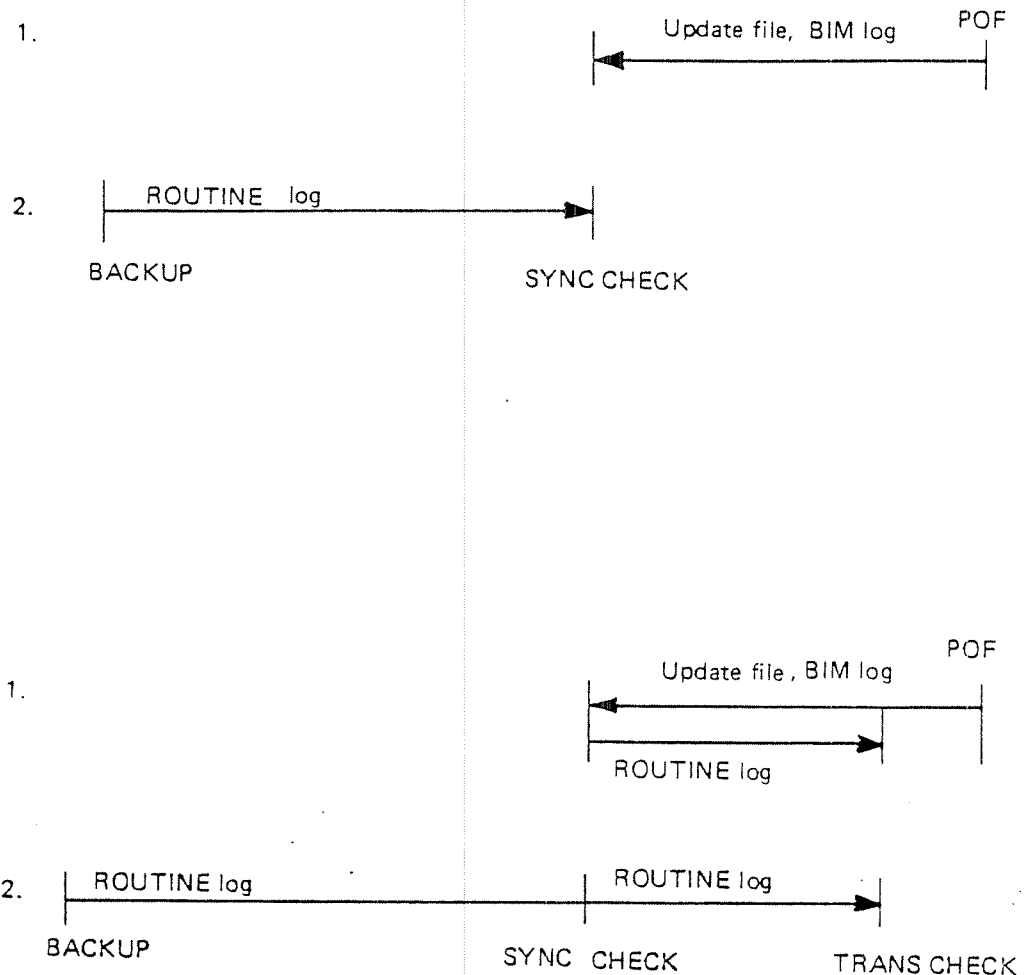 1.
Update file, BIM log
POF
2.
ROUTINE log
BACKUP
SYNC CHECK
1.
Update file, BIM log
POF
ROUTINE log
2.
ROUTINE log
ROUTINE log
BACKUP
SYNC CHECK
TRANS CHECK